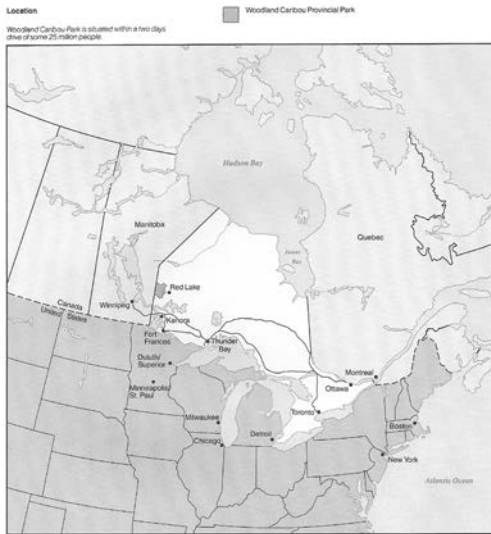 Location
Woodland Caribou Provincial Park
Woodland Caribou Park is situated within a two days
drive of some 25 million people.
Hudson Bay
Manitoba
James
Bay
Quebec
Red Lake
Winnipeg
Canada
United States
Kenora
Fort
Frances
Thunder
Bay
Duluth/
Superior
Montreal
Ottawa
Minneapolis/
St. Paul
Milwaukee
Toronto
Boston
Detroit
Chicago
New York
Atlantic Ocean